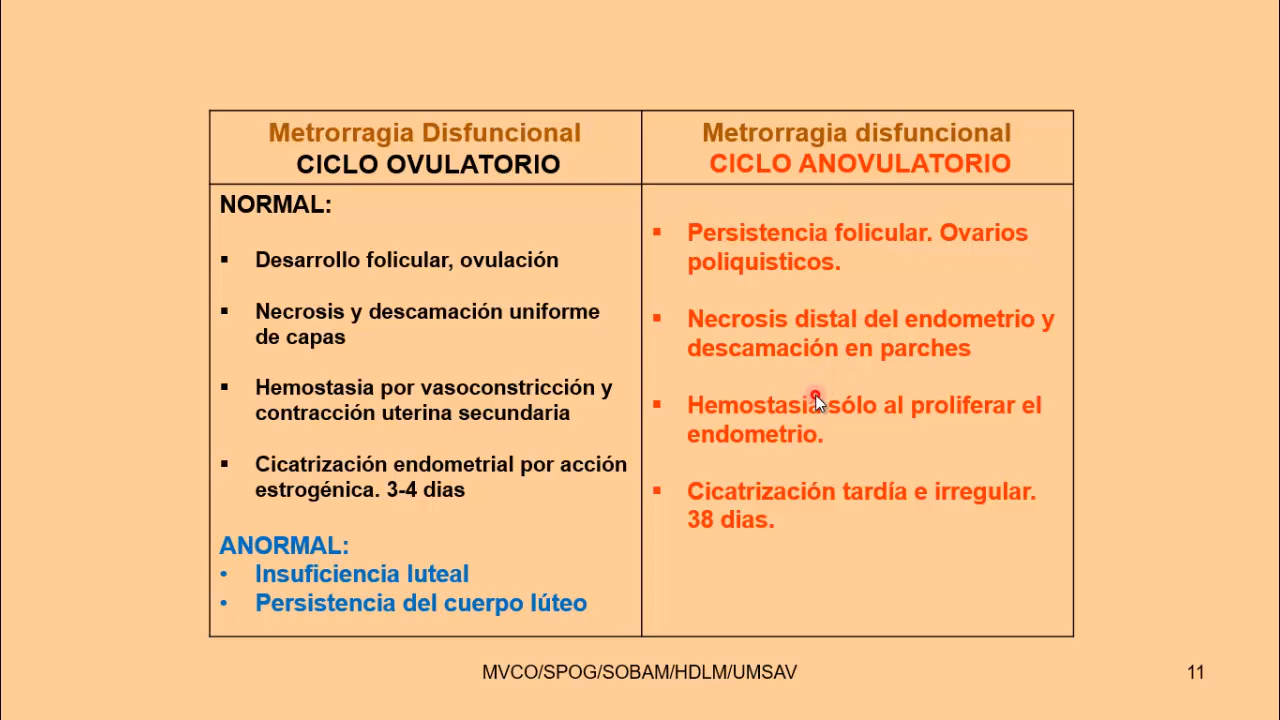 Metrorragia Disfuncional
CICLO OVULATORIO
NORMAL:
▪ Desarrollo folicular, ovulación
▪ Necrosis y descamación uniforme
de capas
▪ Hemostasia por vasoconstricción y
contracción uterina secundaria
▪ Cicatrización endometrial por acción
estrogénica. 3-4 dias
ANORMAL:
• Insuficiencia luteal
• Persistencia del cuerpo lúteo
Metrorragia disfuncional
CICLO ANOVULATORIO
▪ Persistencia folicular. Ovarios
poliquisticos.
▪ Necrosis distal del endometrio y
descamación en parches
▪ Hemostasia sólo al proliferar el
endometrio.
▪ Cicatrización tardía e irregular.
38 dias.
MVCO/SPOG/SOBAM/HDLM/UMSAV
11